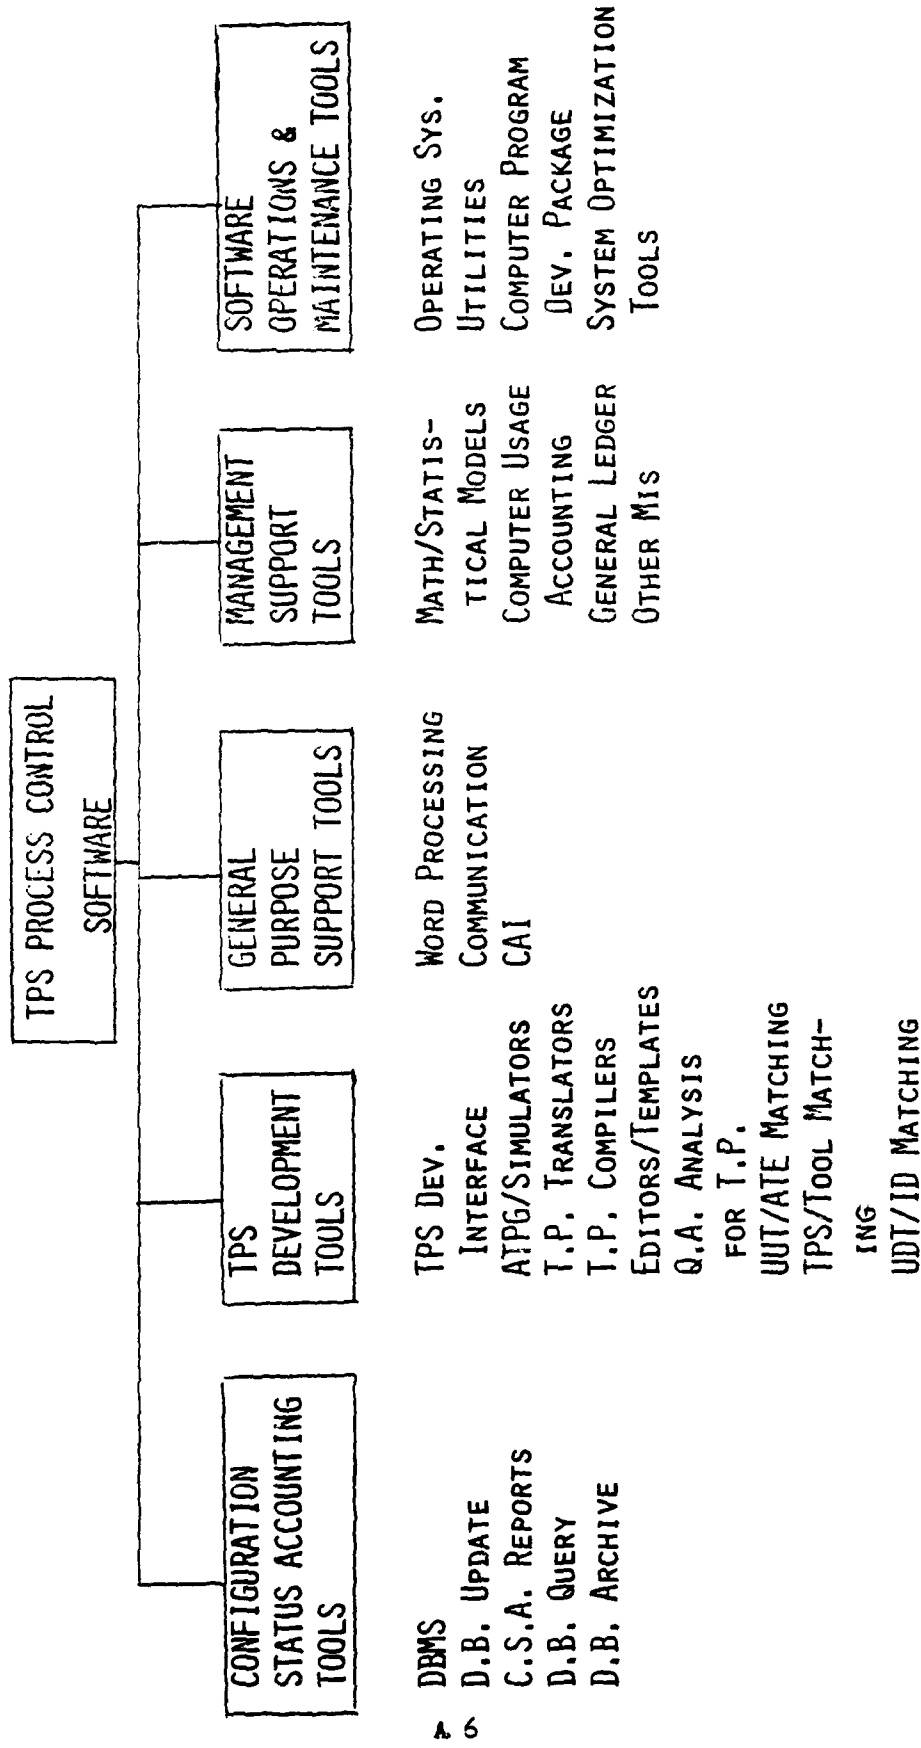 TPS PROCESS CONTROL
SOFTWARE
CONFIGURATION
STATUS ACCOUNTING
TOOLS
DBMS
D.B. UPDATE
C.S.A. REPORTS
D.B. QUERY
D.B. ARCHIVE
TPS
DEVELOPMENT
TOOLS
TPS DEV.
INTERFACE
ATPG/SIMULATORS
T.P. TRANSLATORS
T.P. COMPILERS
EDITORS/TEMPLATES
Q.A. ANALYSIS
FOR T.P.
UUT/ATE MATCHING
TPS/TOOL MATCH-
ING
UDT/ID MATCHING
GENERAL
PURPOSE
SUPPORT TOOLS
WORD PROCESSING
COMMUNICATION
CAI
MANAGEMENT
SUPPORT
TOOLS
MATH/STATIS-
TICAL MODELS
COMPUTER USAGE
ACCOUNTING
GENERAL LEDGER
OTHER MIS
SOFTWARE
OPERATIONS &
MAINTENANCE TOOLS
OPERATING SYS.
UTILITIES
COMPUTER PROGRAM
DEV. PACKAGE
SYSTEM OPTIMIZATION
TOOLS
A 6